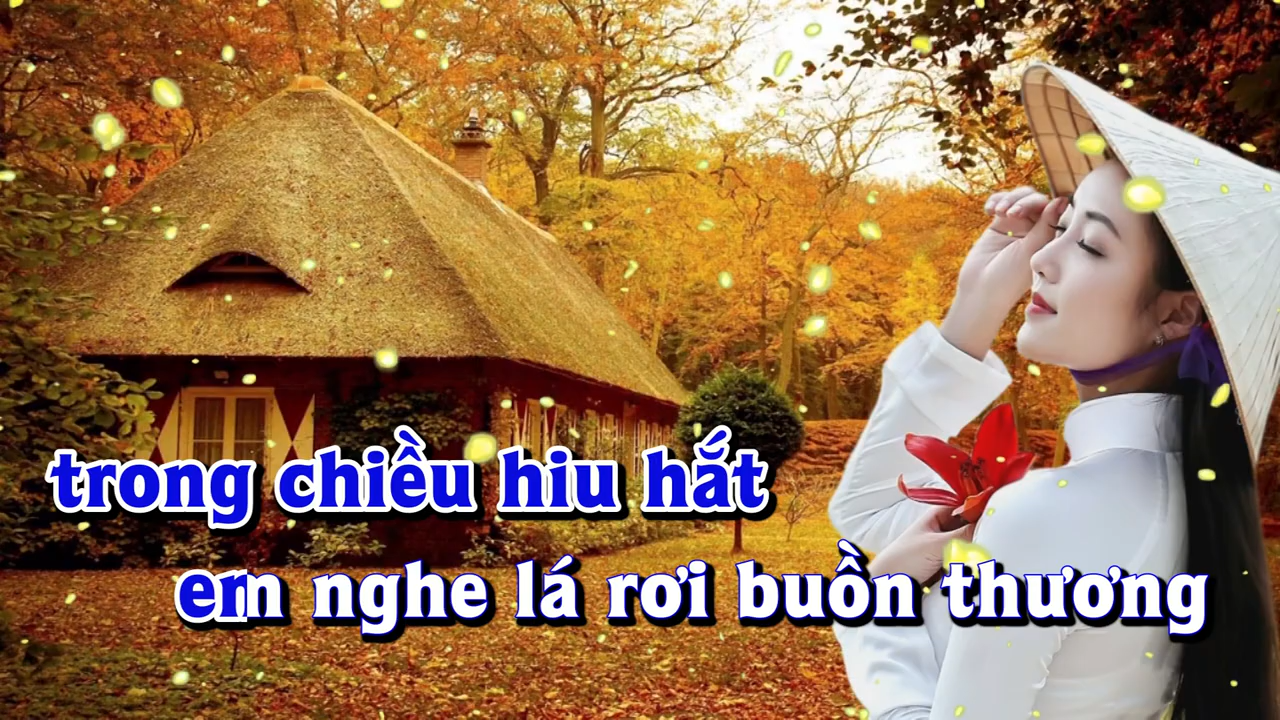 trong chiều hiu hắt
em nghe lá rơi buồn thương